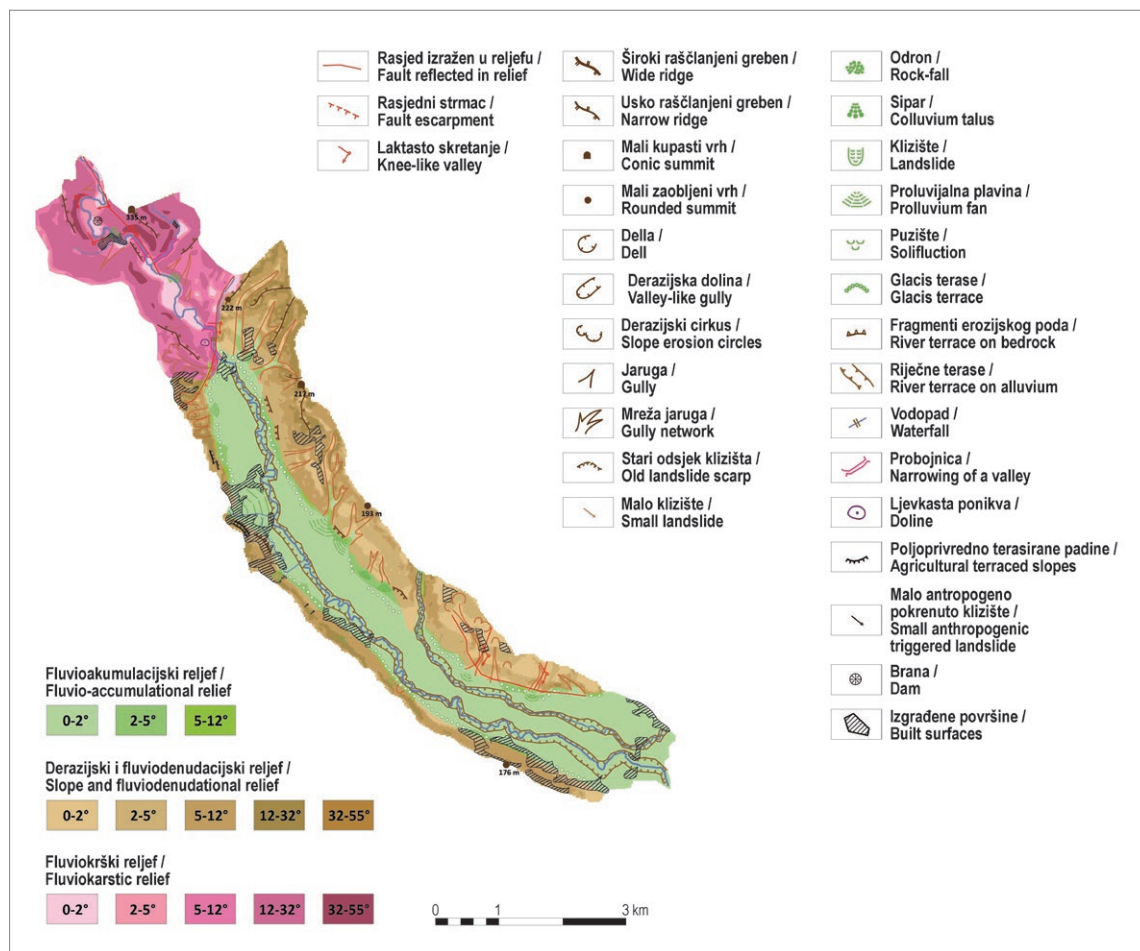 Rasjed izražen u reljefu /
Fault reflected in relief
Rasjedni strmac /
Fault escarpment
Laktasto skretanje /
Knee-like valley
Široki raščlanjeni greben /
Wide ridge
Usko raščlanjeni greben /
Narrow ridge
Mali kupasti vrh /
Conic summit
Mali zaobljeni vrh /
Rounded summit
Della /
Dell
Derazijska dolina /
Valley-like gully
Derazijski cirkus /
Slope erosion circles
Jaruga /
Gully
Mreža jaruga /
Gully network
Stari odsjek klizišta /
Old landslide scarp
Malo klizište /
Small landslide
Odron /
Rock-fall
Sipar /
Colluvium talus
Klizište /
Landslide
Proluvijalna plavina /
Prolluvium fan
Puzište /
Solifluction
Glacis terase /
Glacis terrace
Fragmenti erozijskog poda /
River terrace on bedrock
Riječne terase /
River terrace on alluvium
Vodopad /
Waterfall
Probojnica /
Narrowing of a valley
Ljevkasta ponikva /
Doline
Poljoprivredno terasirane padine /
Agricultural terraced slopes
Malo antropogeno
pokrenuto klizište /
Small anthropogenic
triggered landslide
Brana /
Dam
Izgrađene površine /
Built surfaces
335 m
222 m
217 m
193 m
176 m
Fluvioakumulacijski reljef /
Fluvio-accumulational relief
0-2° 2-5° 5-12°
Derazijski i fluviodenudacijski reljef /
Slope and fluviodenudational relief
0-2° 2-5° 5-12° 12-32° 32-55°
Fluviokrški reljef /
Fluviokarstic relief
0-2° 2-5° 5-12° 12-32° 32-55°
0 1 3 km